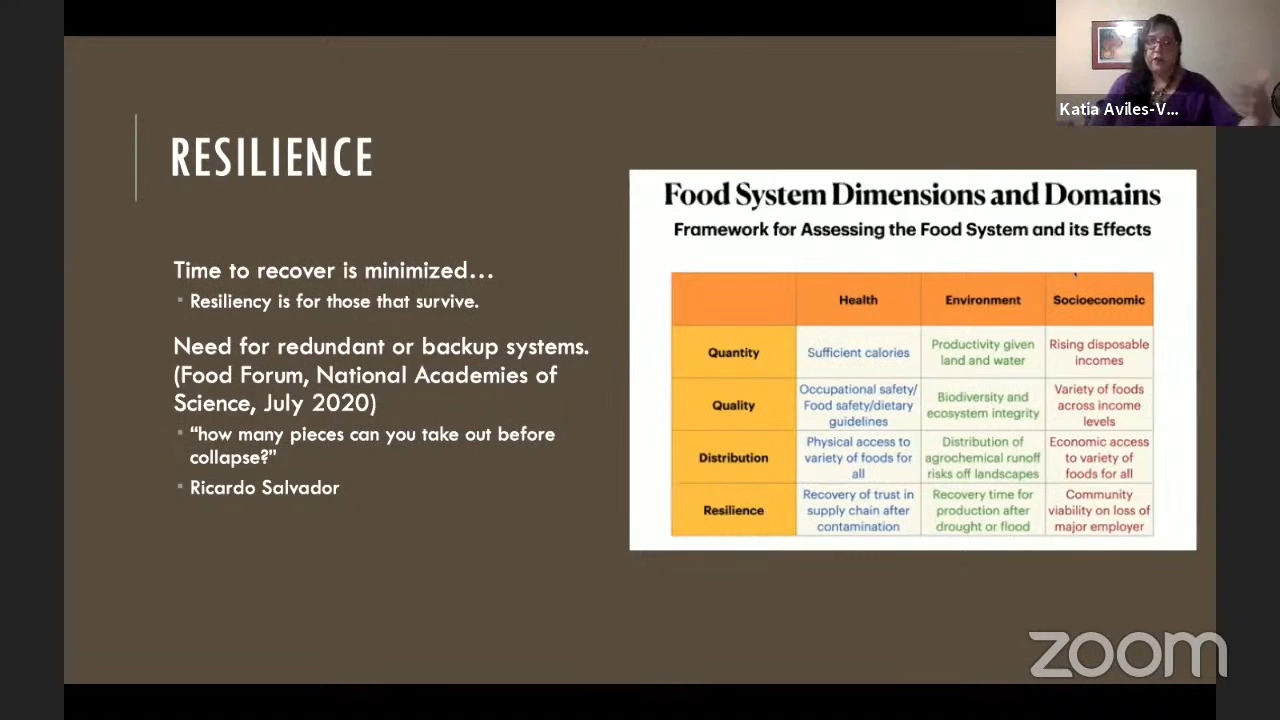 RESILIENCE
Time to recover is minimized...
Resiliency is for those that survive.
Need for redundant or backup systems.
(Food Forum, National Academies of
Science, July 2020)
“how many pieces can you take out before
collapse?”
Ricardo Salvador
Katia Aviles-V...
Food System Dimensions and Domains
Framework for Assessing the Food System and its Effects
Health Environment Socioeconomic
Quantity
Sufficient calories
Productivity given
land and water
Rising disposable
incomes
Quality
Occupational safety/
Food safety/dietary
guidelines
Biodiversity and
ecosystem integrity
Variety of foods
across income
levels
Distribution
Physical access to
variety of foods for
all
Distribution of
agrochemical runoff
risks off landscapes
Economic access
to variety of
foods for all
Resilience
Recovery of trust in
supply chain after
contamination
Recovery time for
production after
drought or flood
Community
viability on loss of
major employer
zoom